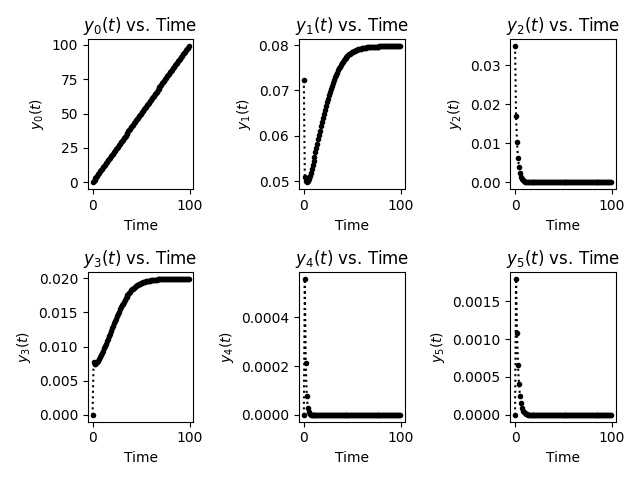 y₀(t) vs. Time
y₁(t) vs. Time
y₂(t) vs. Time
y₀(t)
100
75
50
25
0
0
100
Time
y₁(t)
0.08
0.07
0.06
0.05
0
100
Time
y₂(t)
0.03
0.02
0.01
0.00
0
100
Time
y₃(t) vs. Time
y₄(t) vs. Time
y₅(t) vs. Time
y₃(t)
0.020
0.015
0.010
0.005
0.000
0
100
Time
y₄(t)
0.0004
0.0002
0.0000
0
100
Time
y₅(t)
0.0015
0.0010
0.0005
0.0000
0
100
Time